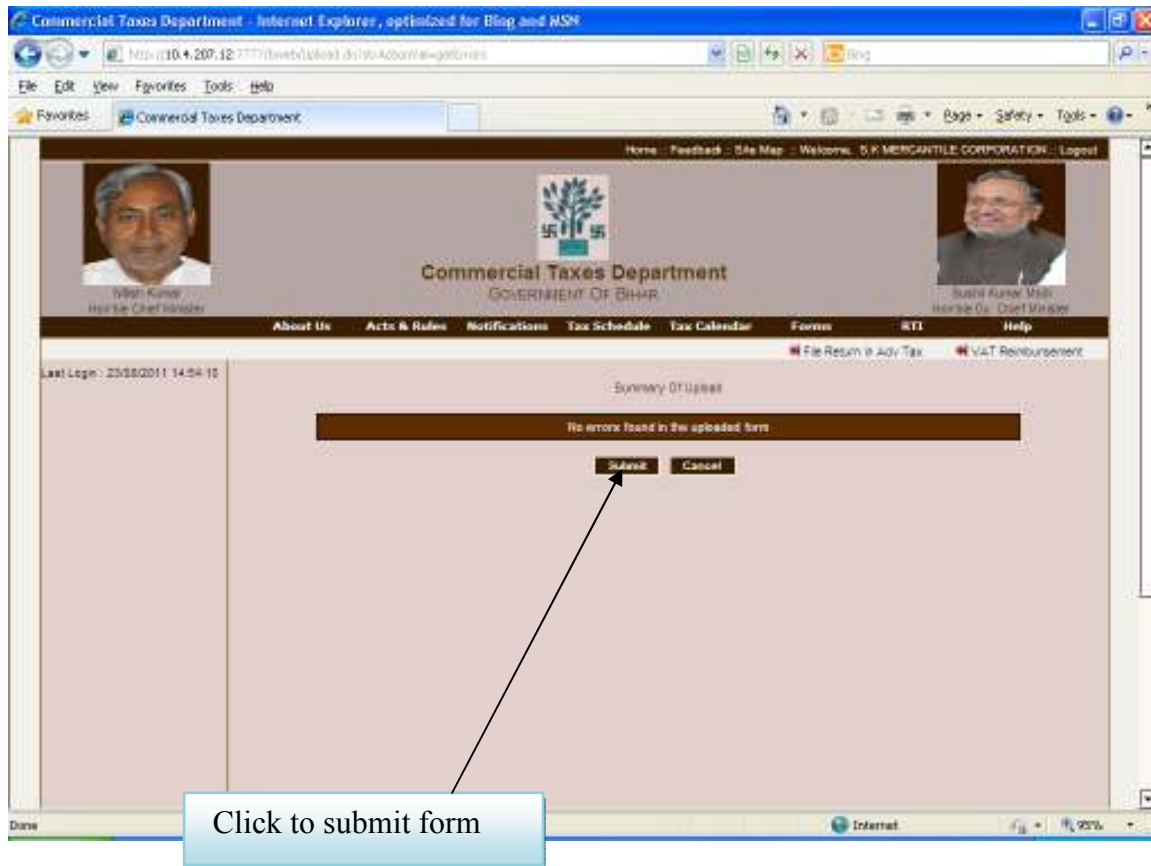 Commercial Taxes Department - Internet Explorer, optimized for Bing and MSN
Bing
File Edit View Favorites Tools Help
Favorites Commercial Taxes Department Page Safety Tools
Home :: Feedback :: Site Map :: Welcome, S.K MERCANTILE CORPORATION :: Logout
Commercial Taxes Department
GOVERNMENT OF BIHAR
Nitish Kumar
Hon'ble Chief Minister
Sushil Kumar Modi
Hon'ble Dy. Chief Minister
About Us Acts & Rules Notifications Tax Schedule Tax Calendar Forms RTI Help
File Return Adv Tax VAT Reimbursement
Last Login : 14:54:10
Summary Of Upload
No errors found in the uploaded form
Submit Cancel
Click to submit form
Done Internet 95%